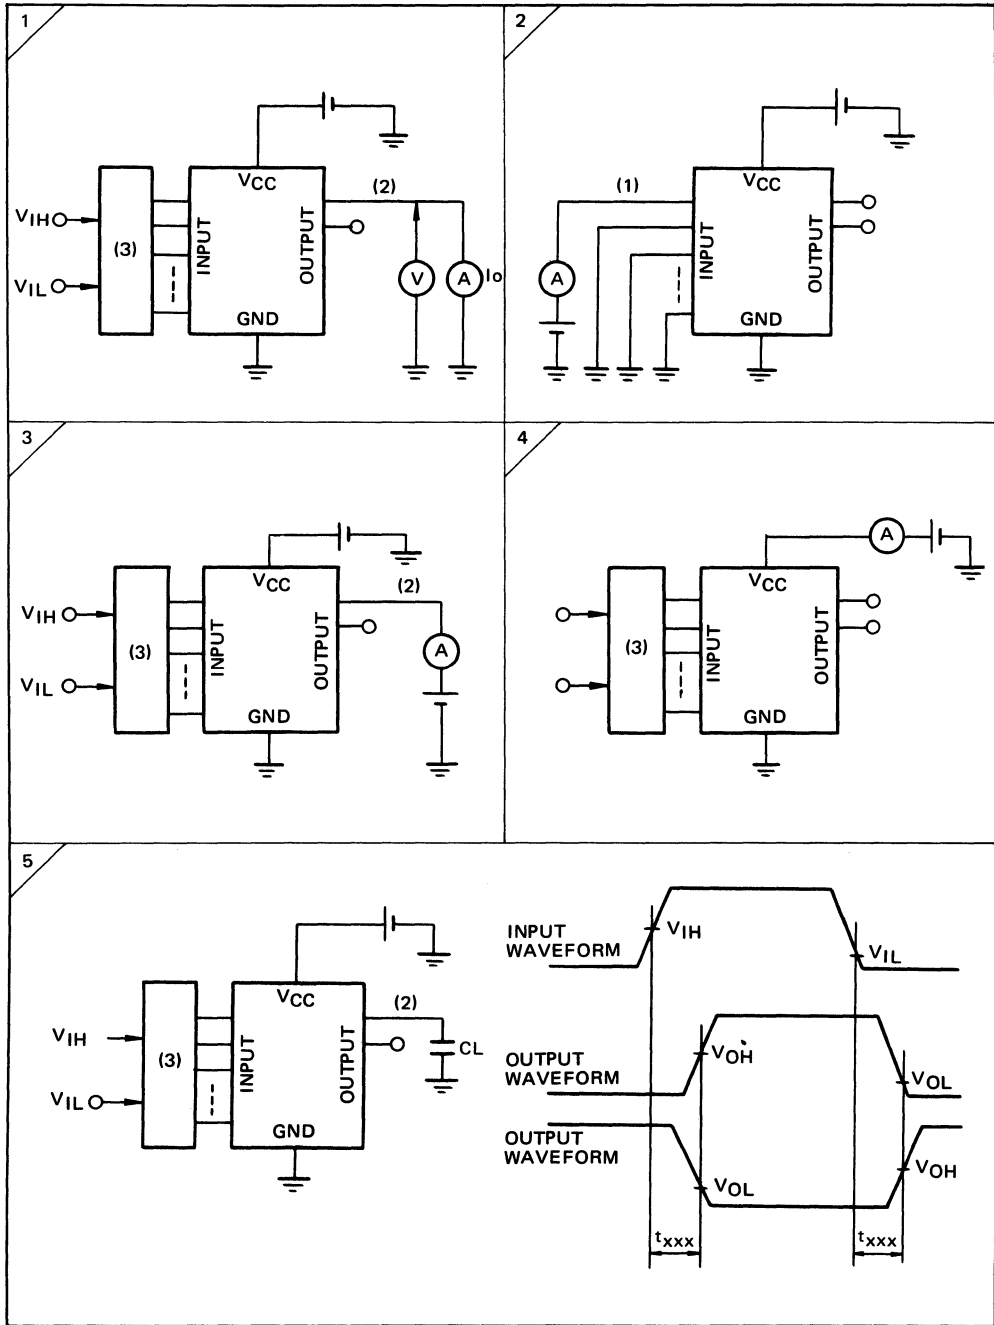 1
VCC
(2)
VIH
(3)
INPUT
OUTPUT
V
A
Io
VIL
GND
2
VCC
(1)
INPUT
OUTPUT
A
GND
3
VCC
(2)
VIH
(3)
INPUT
OUTPUT
A
VIL
GND
4
A
VCC
(3)
INPUT
OUTPUT
GND
5
VCC
(2)
VIH
(3)
INPUT
OUTPUT
CL
VIL
GND
INPUT
WAVEFORM
VIH
VIL
OUTPUT
WAVEFORM
VOH
VOL
OUTPUT
WAVEFORM
VOL
VOH
txxx
txxx